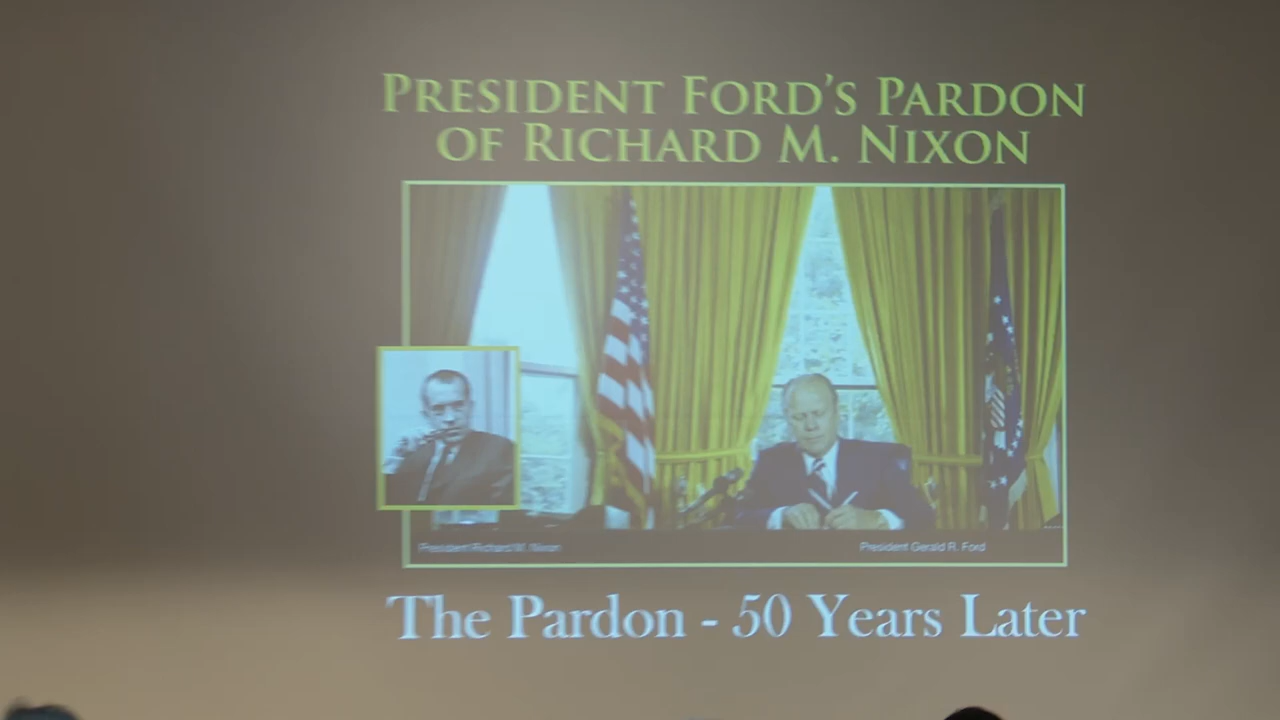 PRESIDENT FORD'S PARDON
OF RICHARD M. NIXON
President Richard M. Nixon
President Gerald R. Ford
The Pardon - 50 Years Later